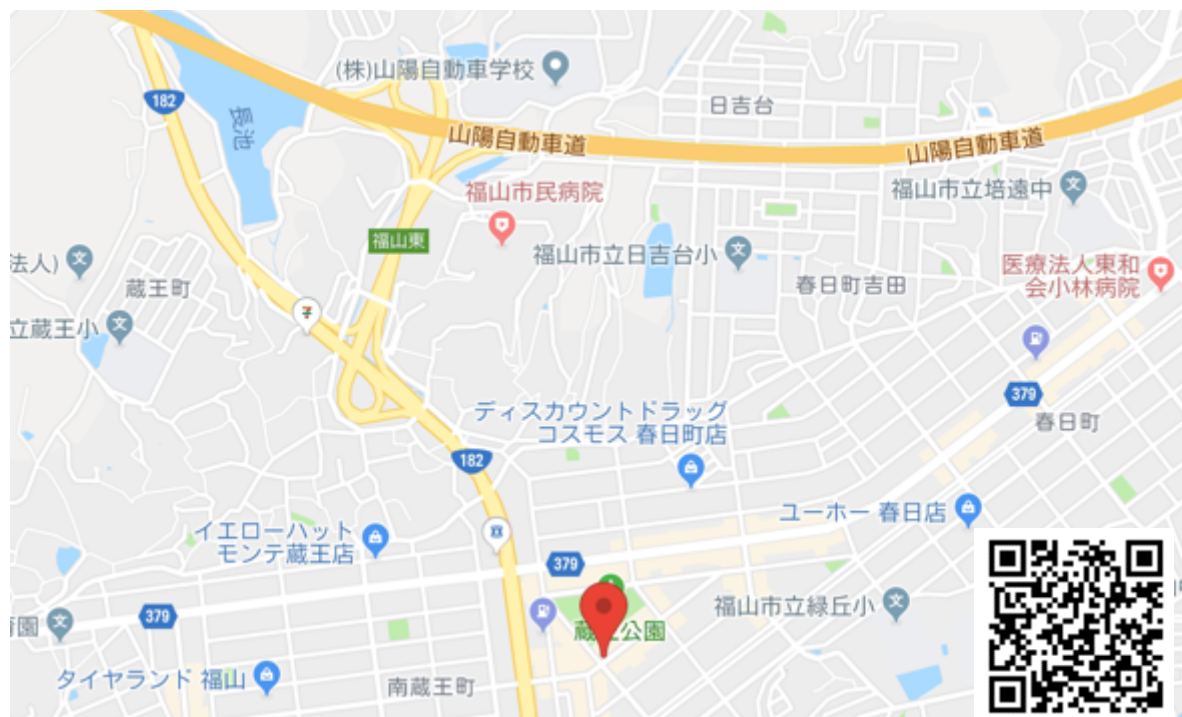 (株)山陽自動車学校
182
日吉台
長池
山陽自動車道
山陽自動車道
福山市民病院
福山市立培遠中
福山東
福山市立日吉台小
法人)
医療法人東和
会小林病院
蔵王町
春日町吉田
立蔵王小
379
ディスカウントドラッグ
コスモス 春日町店
春日町
182
ユーホー 春日店
イエローハット
モンテ蔵王店
379
379
福山市立緑丘小
育園
蔵王公園
タイヤランド 福山
南蔵王町